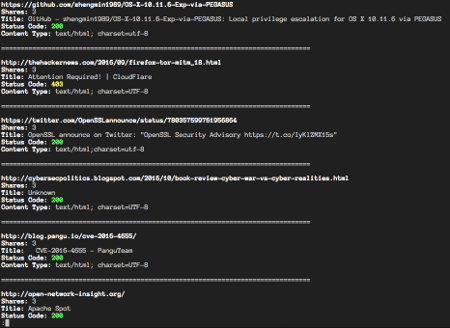 https://github.com/zhengmin1989/OS-X-10.11.6-Exp-via-PEGASUS
Shares: 3
Title: GitHub - zhengmin1989/OS-X-10.11.6-Exp-via-PEGASUS: Local privilege escalation for OS X 10.11.6 via PEGASUS
Status Code: 200
Content Type: text/html; charset=utf-8
http://thehackernews.com/2016/09/firefox-tor-mitm_18.html
Shares: 3
Title: Attention Required! | CloudFlare
Status Code: 403
Content Type: text/html; charset=UTF-8
https://twitter.com/OpenSSLannounce/status/780357599761956864
Shares: 3
Title: OpenSSL announce on Twitter: "OpenSSL Security Advisory https://t.co/IyKlZMX15s"
Status Code: 200
Content Type: text/html;charset=utf-8
http://cybersecpolitics.blogspot.com/2016/10/book-review-cyber-war-vs-cyber-realities.html
Shares: 3
Title: Unknown
Status Code: 200
Content Type: text/html; charset=UTF-8
http://blog.pangu.io/cve-2016-4655/
Shares: 3
Title: CVE-2016-4655 - PanguTeam
Status Code: 200
Content Type: text/html; charset=UTF-8
http://open-network-insight.org/
Shares: 3
Title: Apache Spot
Status Code: 200
: